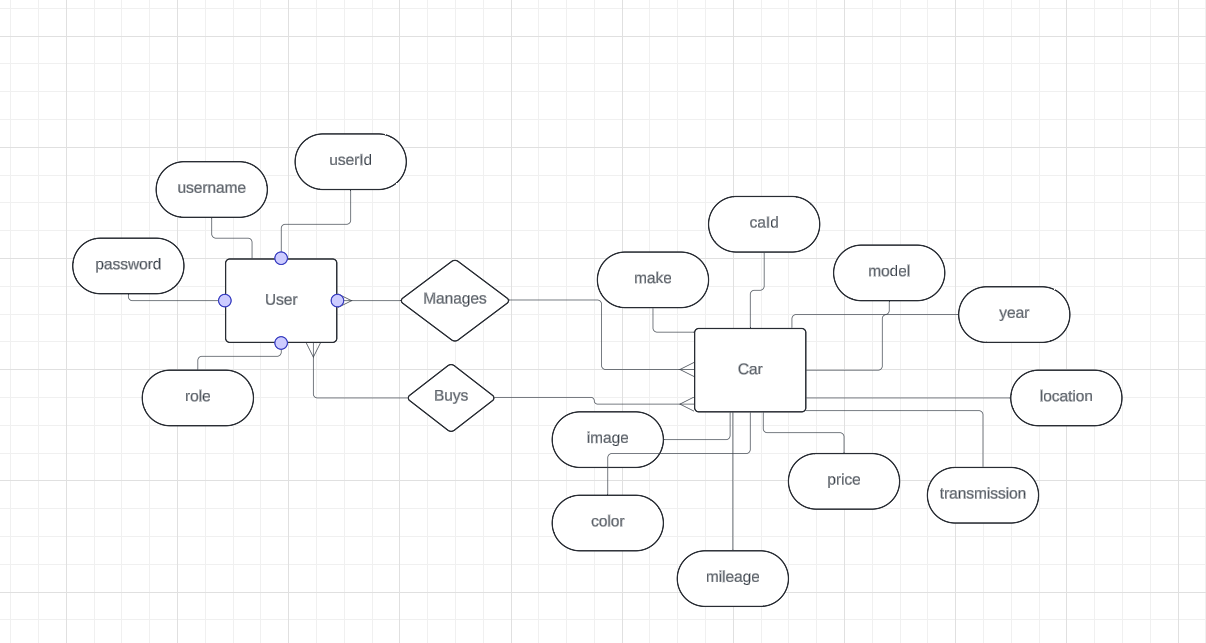 userId
username
password
User
role
Manages
Buys
caId
make
model
year
Car
location
image
price
transmission
color
mileage